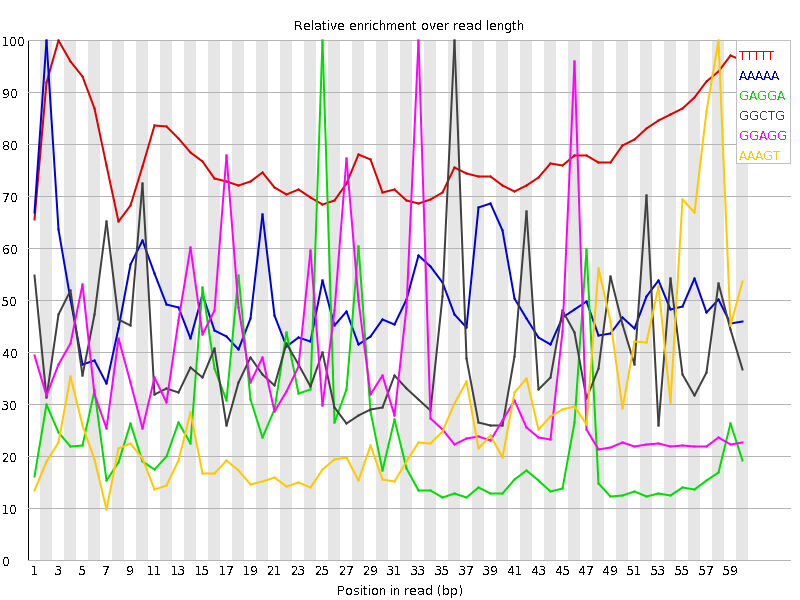 Relative enrichment over read length
100
90
80
70
60
50
40
30
20
10
0
TTTTT
AAAAA
GAGGA
GGCTG
GGAGG
AAAGT
1 3 5 7 9 11 13 15 17 19 21 23 25 27 29 31 33 35 37 39 41 43 45 47 49 51 53 55 57 59
Position in read (bp)